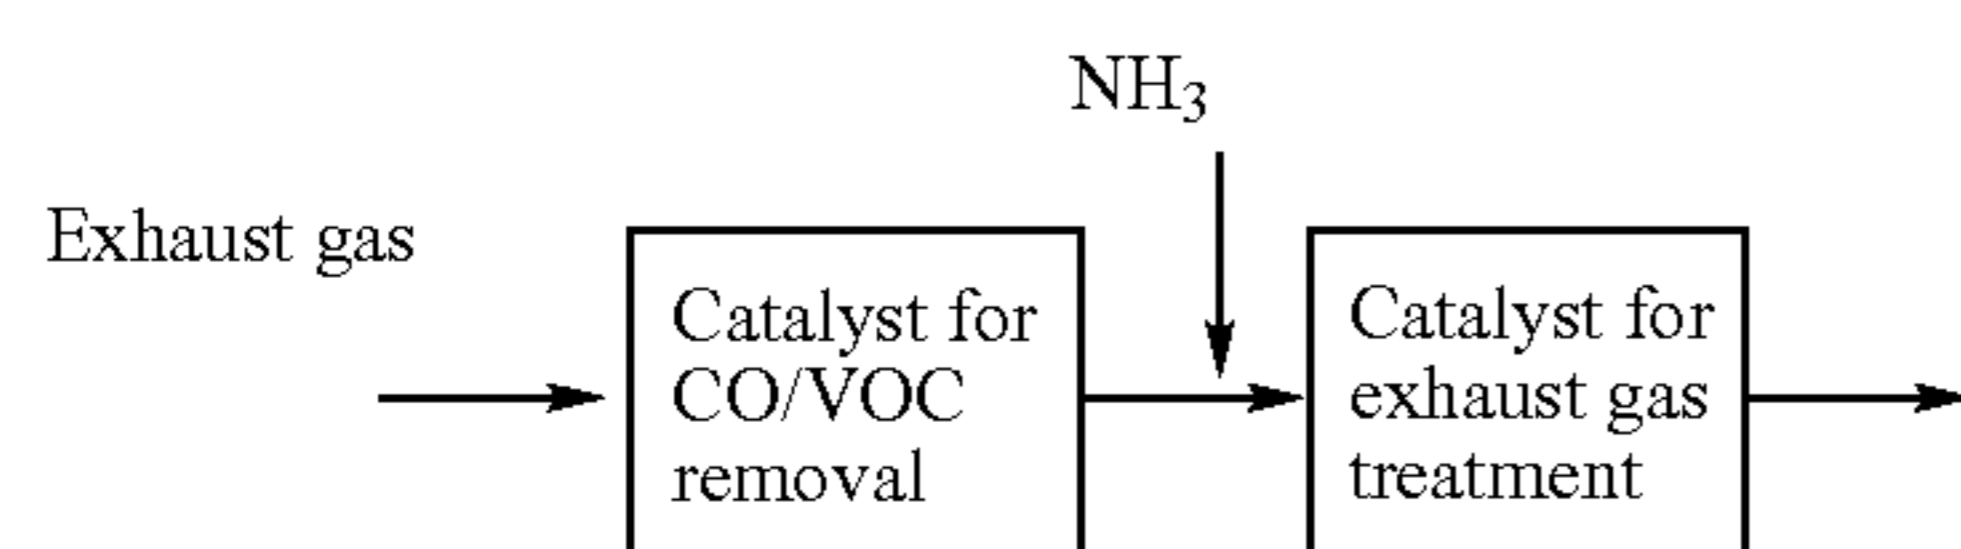 NH₃
Exhaust gas
Catalyst for
CO/VOC
removal
Catalyst for
exhaust gas
treatment